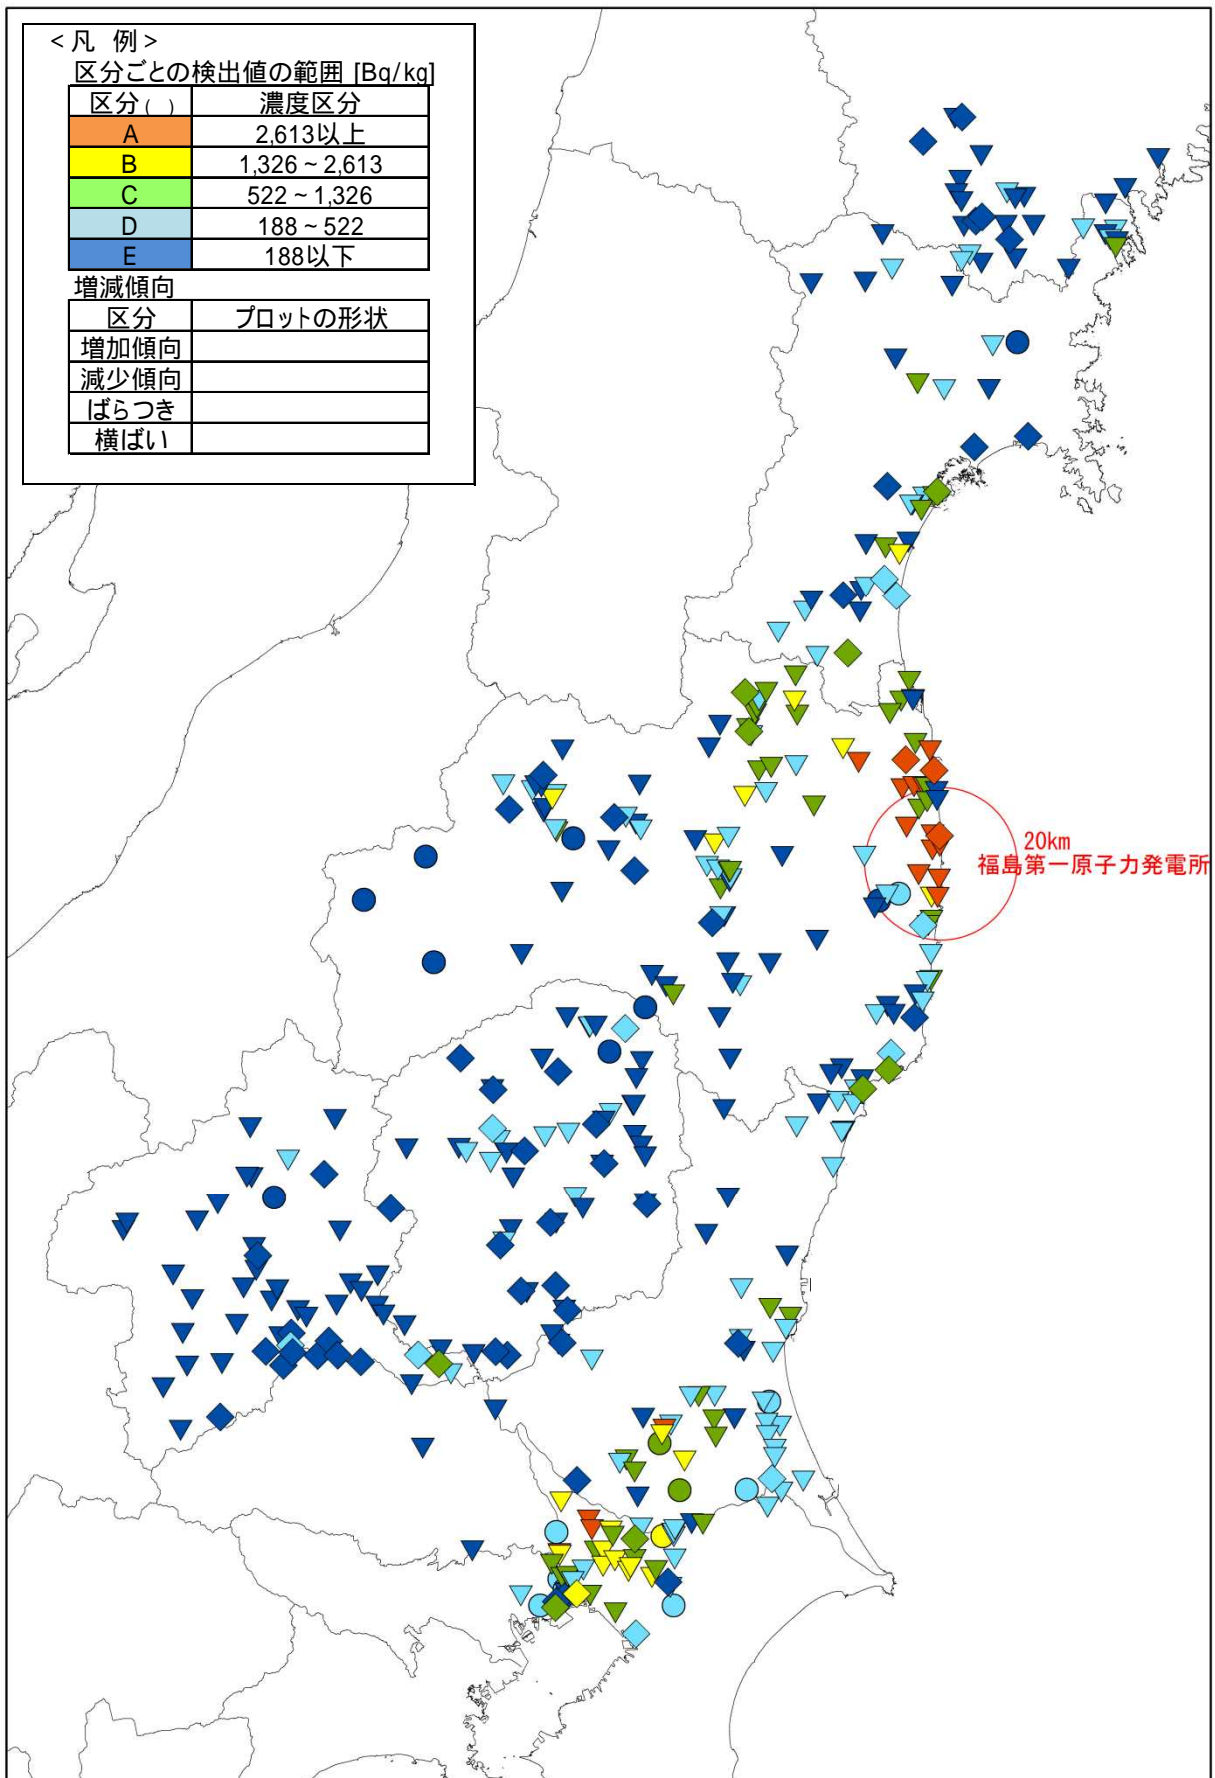 <凡 例>
区分ごとの検出値の範囲 [Bq/kg]
区分( ) 濃度区分
A 2,613以上
B 1,326～2,613
C 522～1,326
D 188～522
E 188以下
増減傾向
区分 プロットの形状
増加傾向
減少傾向
ばらつき
横ばい
20km
福島第一原子力発電所